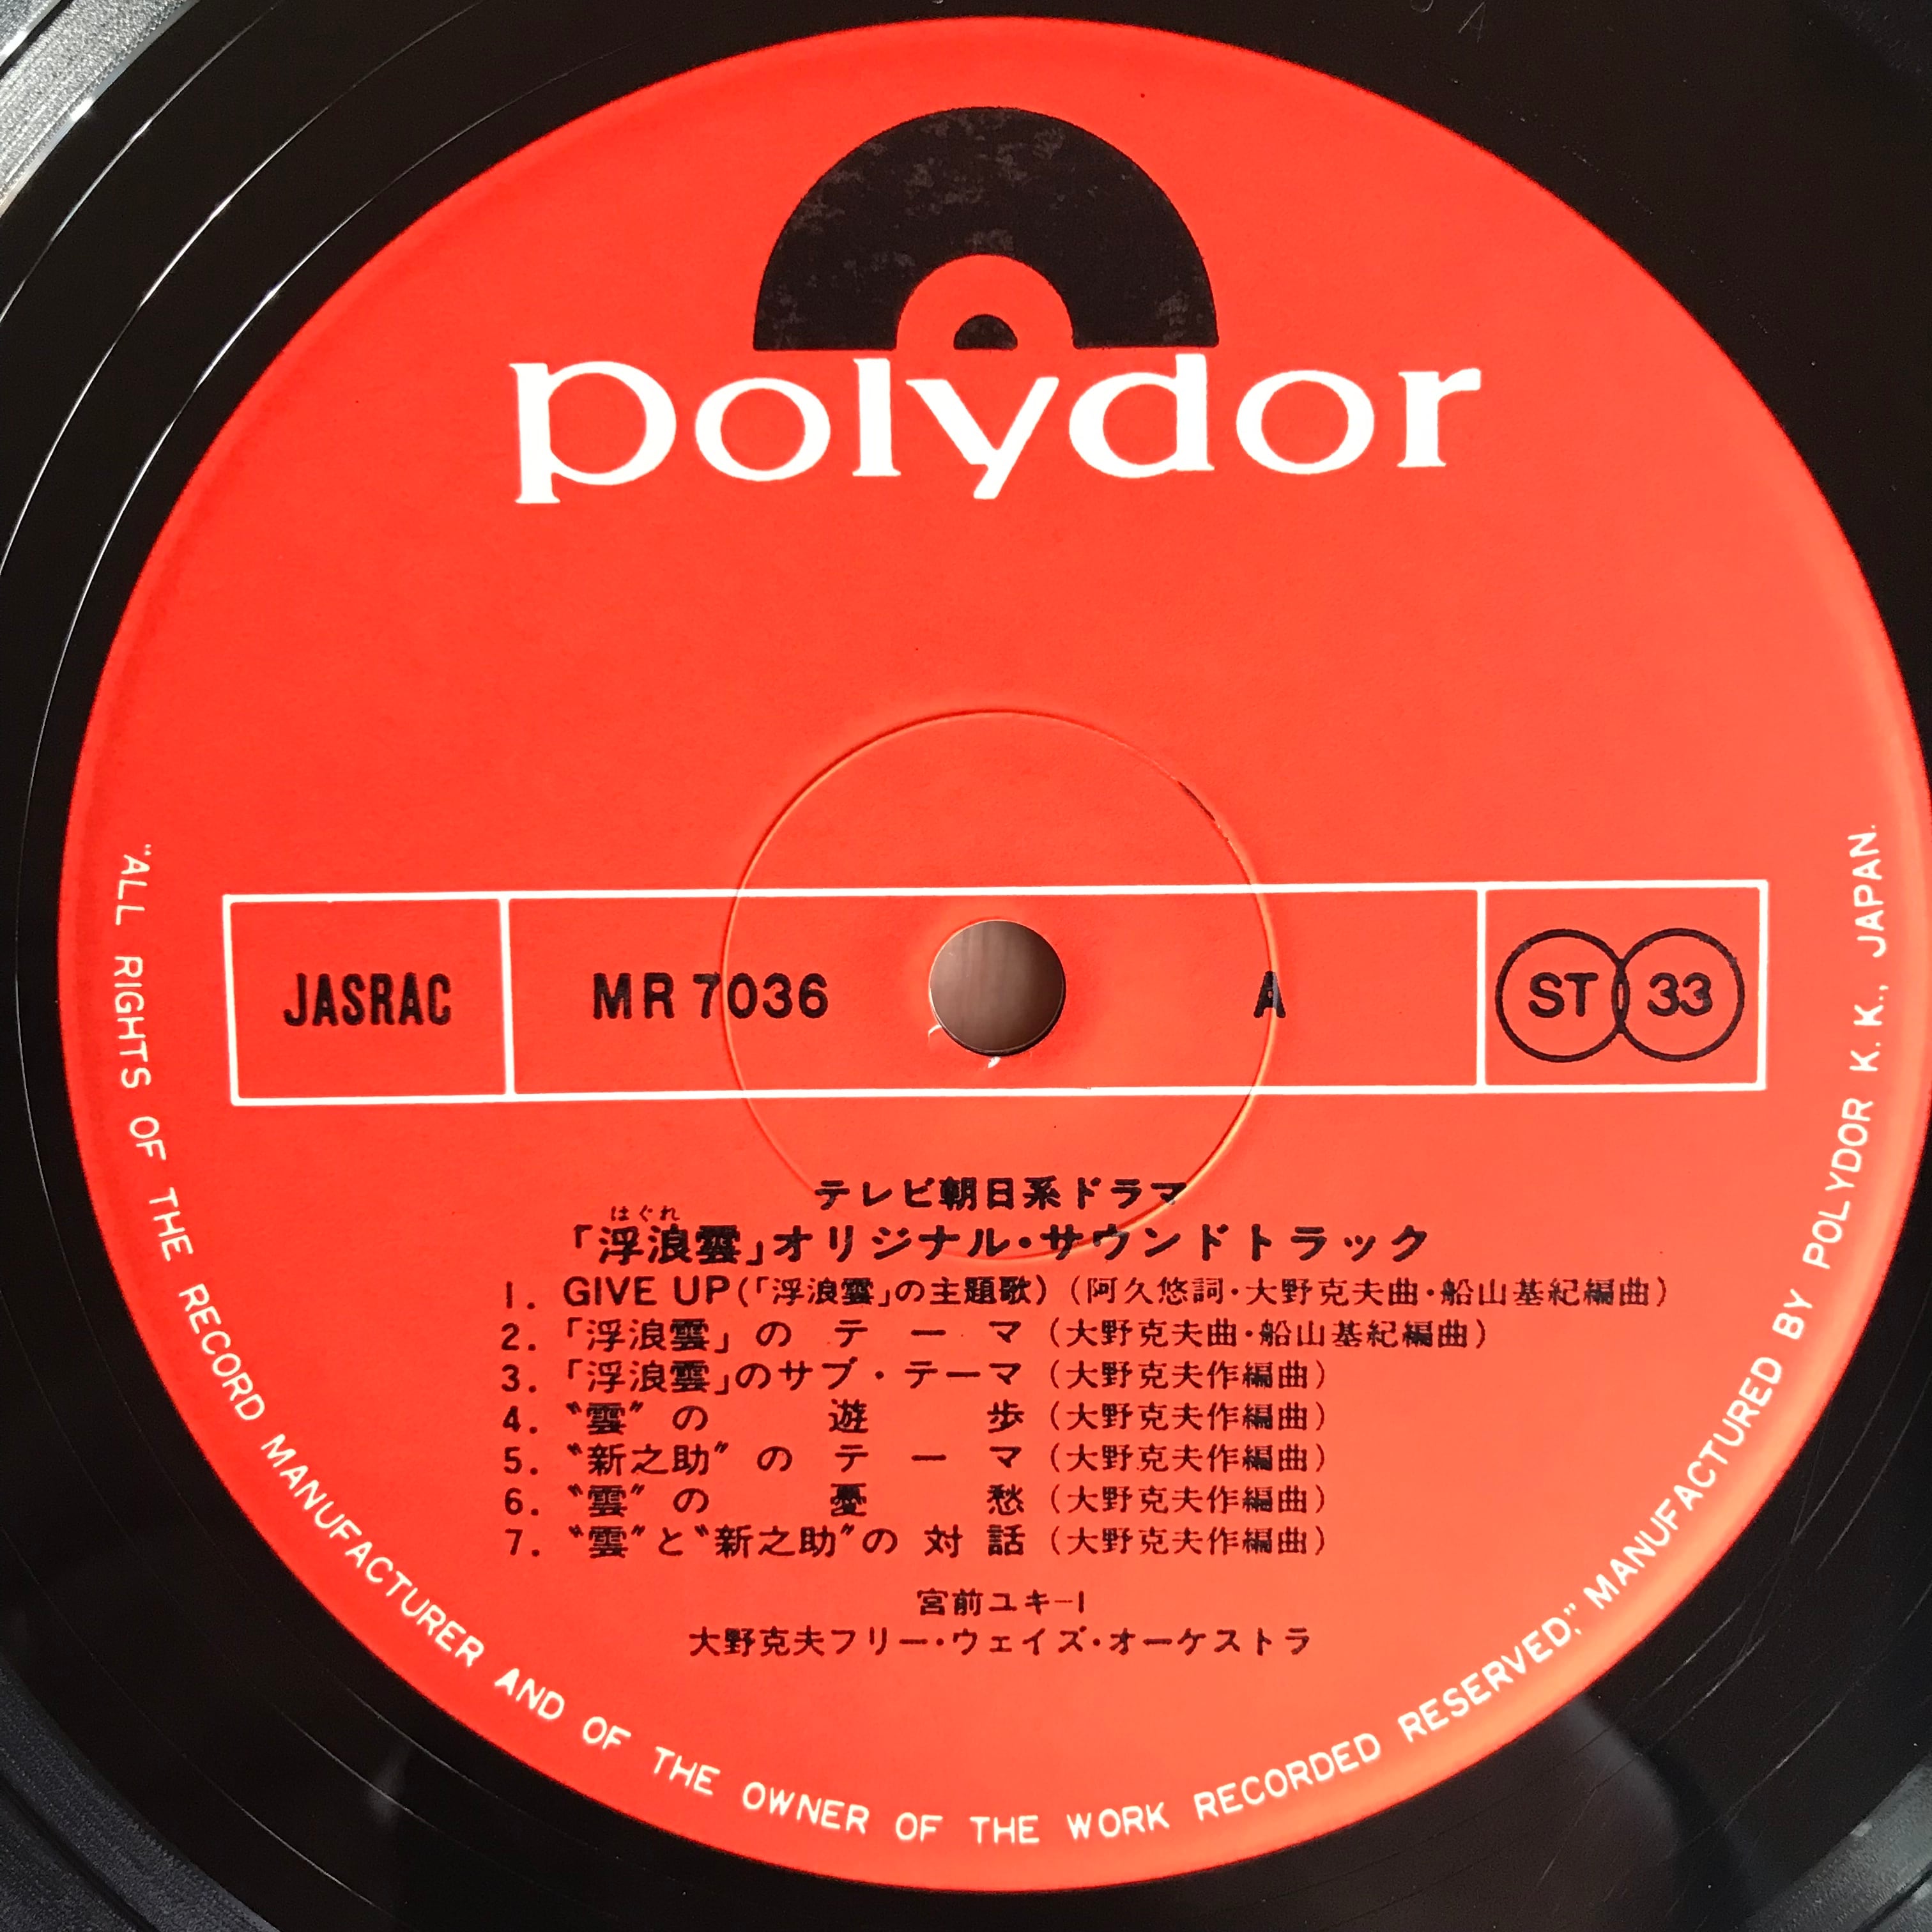 polydor
JASRAC
MR 7036
A
ST 33
テレビ朝日系ドラマ
はぐれ
「浮浪雲」オリジナル・サウンドトラック
1. GIVE UP(「浮浪雲」の主題歌)(阿久悠詞・大野克夫曲・船山基紀編曲)
2.「浮浪雲」のテーマ(大野克夫曲・船山基紀編曲)
3.「浮浪雲」のサブ・テーマ(大野克夫作編曲)
4.〝雲〞の遊歩(大野克夫作編曲)
5. 〝新之助〞のテーマ(大野克夫作編曲)
6. 〝雲〞の憂愁(大野克夫作編曲)
7. 〝雲〞と〝新之助〞の対話(大野克夫作編曲)
宮前ユキ-1
大野克夫フリー・ウェイズ・オーケストラ
"ALL RIGHTS OF THE RECORD MANUFACTURER AND OF THE OWNER OF THE WORK RECORDED RESERVED," MANUFACTURED BY POLYDOR K. K., JAPAN.